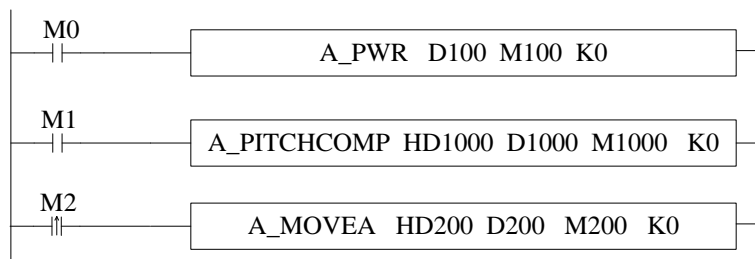 M0
A_PWR D100 M100 K0
M1
A_PITCHCOMP HD1000 D1000 M1000 K0
M2
A_MOVEA HD200 D200 M200 K0